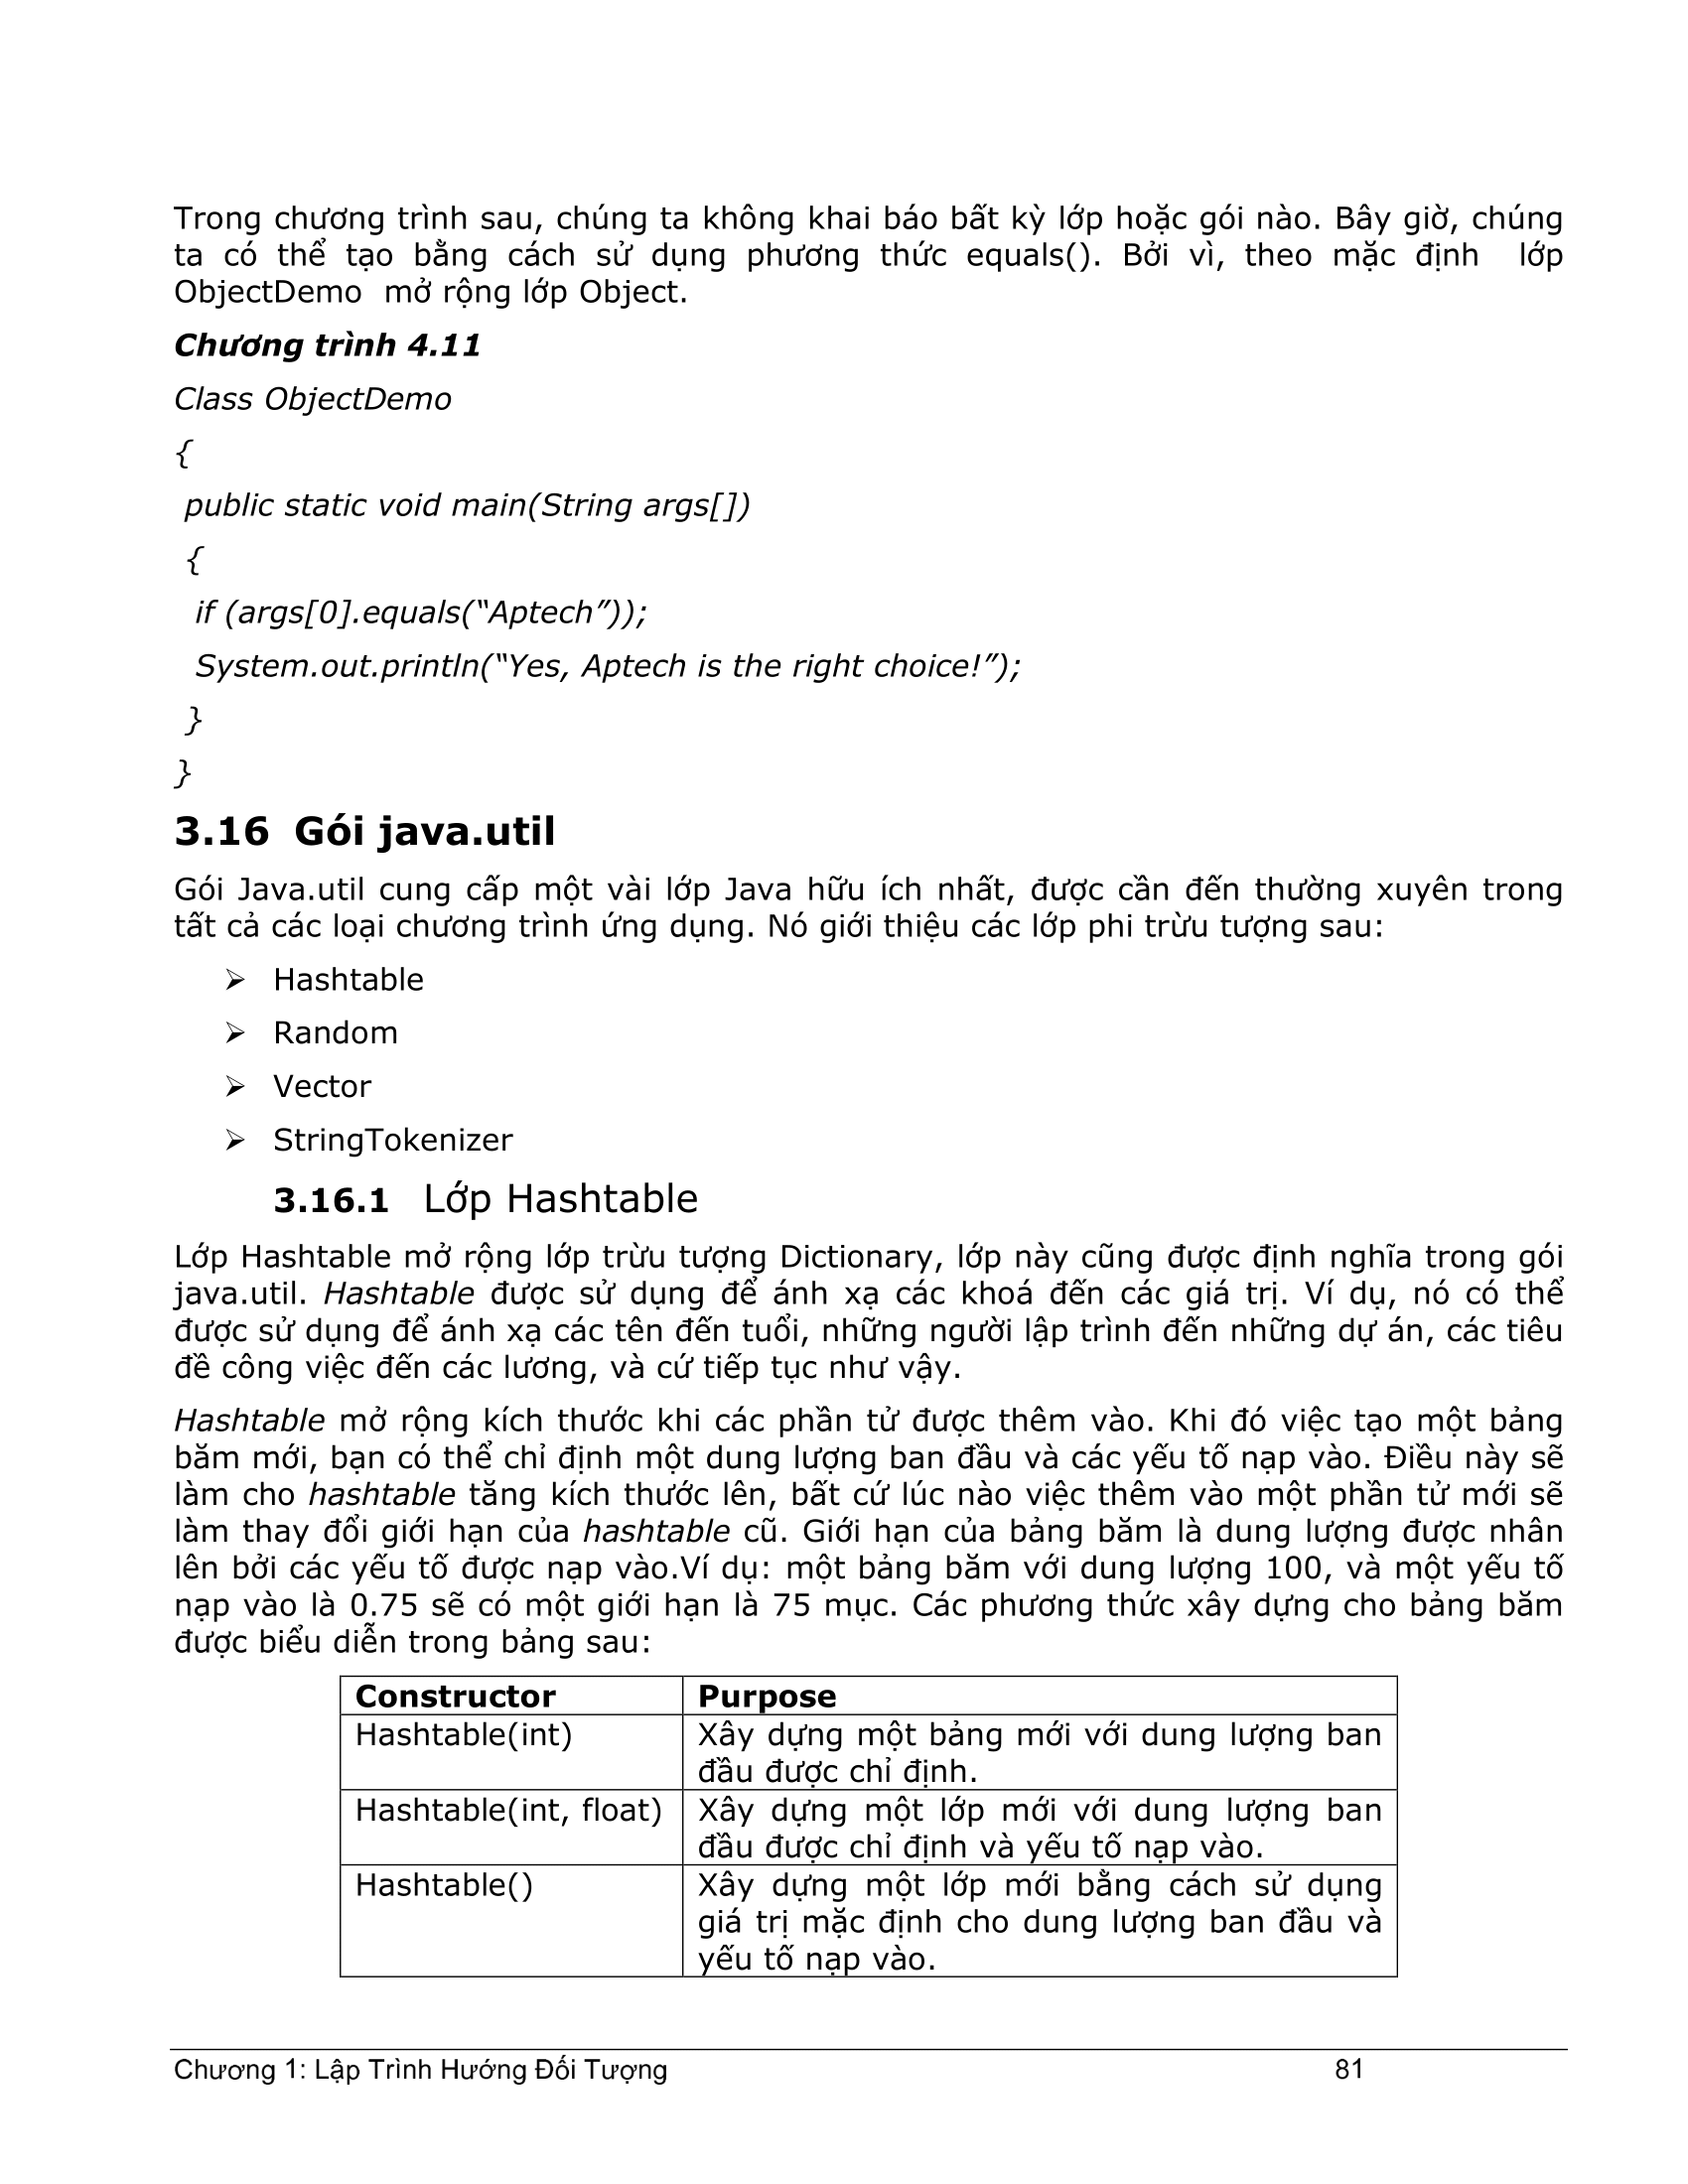 Trong chương trình sau, chúng ta không khai báo bất kỳ lớp hoặc gói nào. Bây giờ, chúng
ta có thể tạo bằng cách sử dụng phương thức equals(). Bởi vì, theo mặc định lớp
ObjectDemo mở rộng lớp Object.
Chương trình 4.11
Class ObjectDemo
{
public static void main(String args[])
{
if (args[0].equals(“Aptech”));
System.out.println(“Yes, Aptech is the right choice!”);
}
}
3.16 Gói java.util
Gói Java.util cung cấp một vài lớp Java hữu ích nhất, được cần đến thường xuyên trong
tất cả các loại chương trình ứng dụng. Nó giới thiệu các lớp phi trừu tượng sau:
➢ Hashtable
➢ Random
➢ Vector
➢ StringTokenizer
3.16.1 Lớp Hashtable
Lớp Hashtable mở rộng lớp trừu tượng Dictionary, lớp này cũng được định nghĩa trong gói
java.util. Hashtable được sử dụng để ánh xạ các khoá đến các giá trị. Ví dụ, nó có thể
được sử dụng để ánh xạ các tên đến tuổi, những người lập trình đến những dự án, các tiêu
đề công việc đến các lương, và cứ tiếp tục như vậy.
Hashtable mở rộng kích thước khi các phần tử được thêm vào. Khi đó việc tạo một bảng
băm mới, bạn có thể chỉ định một dung lượng ban đầu và các yếu tố nạp vào. Điều này sẽ
làm cho hashtable tăng kích thước lên, bất cứ lúc nào việc thêm vào một phần tử mới sẽ
làm thay đổi giới hạn của hashtable cũ. Giới hạn của bảng băm là dung lượng được nhân
lên bởi các yếu tố được nạp vào.Ví dụ: một bảng băm với dung lượng 100, và một yếu tố
nạp vào là 0.75 sẽ có một giới hạn là 75 mục. Các phương thức xây dựng cho bảng băm
được biểu diễn trong bảng sau:
Constructor Purpose
Hashtable(int) Xây dựng một bảng mới với dung lượng ban
đầu được chỉ định.
Hashtable(int, float) Xây dựng một lớp mới với dung lượng ban
đầu được chỉ định và yếu tố nạp vào.
Hashtable() Xây dựng một lớp mới bằng cách sử dụng
giá trị mặc định cho dung lượng ban đầu và
yếu tố nạp vào.
Chương 1: Lập Trình Hướng Đối Tượng 81